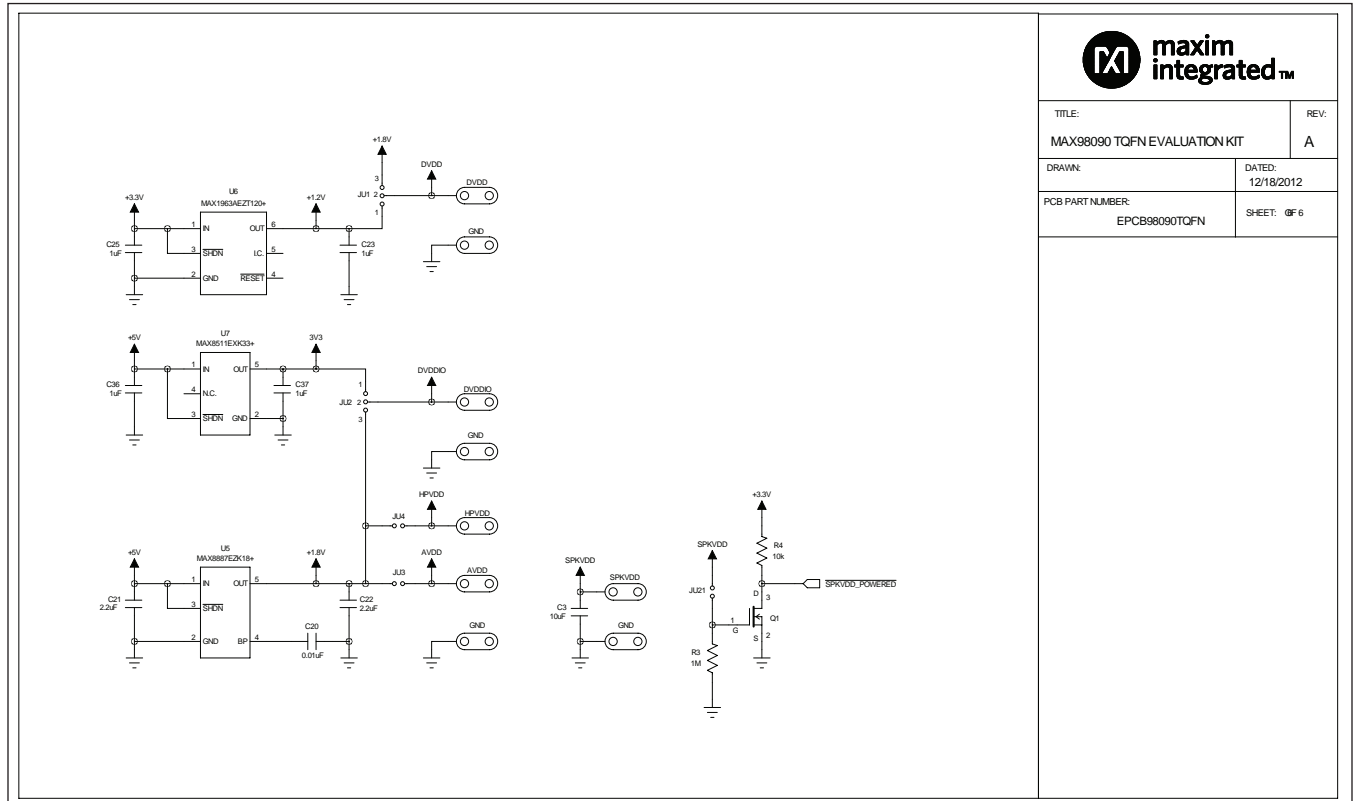 maxim
integrated™
TITLE:
REV:
MAX98090 TQFN EVALUATION KIT
A
DRAWN:
DATED:
12/18/2012
PCB PART NUMBER:
EPCB98090TQFN
SHEET: OF 6
+1.8V
DVDD
DVDD
3
JU1 2
1
U6
MAX1963AEZT120+
+3.3V
+1.2V
1 IN OUT 6
3 SHDN I.C. 5
2 GND RESET 4
C25
1uF
C23
1uF
GND
U7
MAX8511EXK33+
+5V
3V3
1 IN OUT 5
4 N.C.
3 SHDN GND 2
C36
1uF
C37
1uF
1
JU2 2
3
DVDDIO
DVDDIO
GND
HPVDD
HPVDD
JU4
U5
MAX8887EZK18+
+5V
+1.8V
AVDD
AVDD
JU3
1 IN OUT 5
3 SHDN
2 GND BP 4
C21
2.2uF
C22
2.2uF
C20
0.01uF
GND
SPKVDD
SPKVDD
C3
10uF
GND
SPKVDD
JU21
R3
1M
+3.3V
R4
10k
SPKVDD_POWERED
D 3
1 G
Q1
S 2